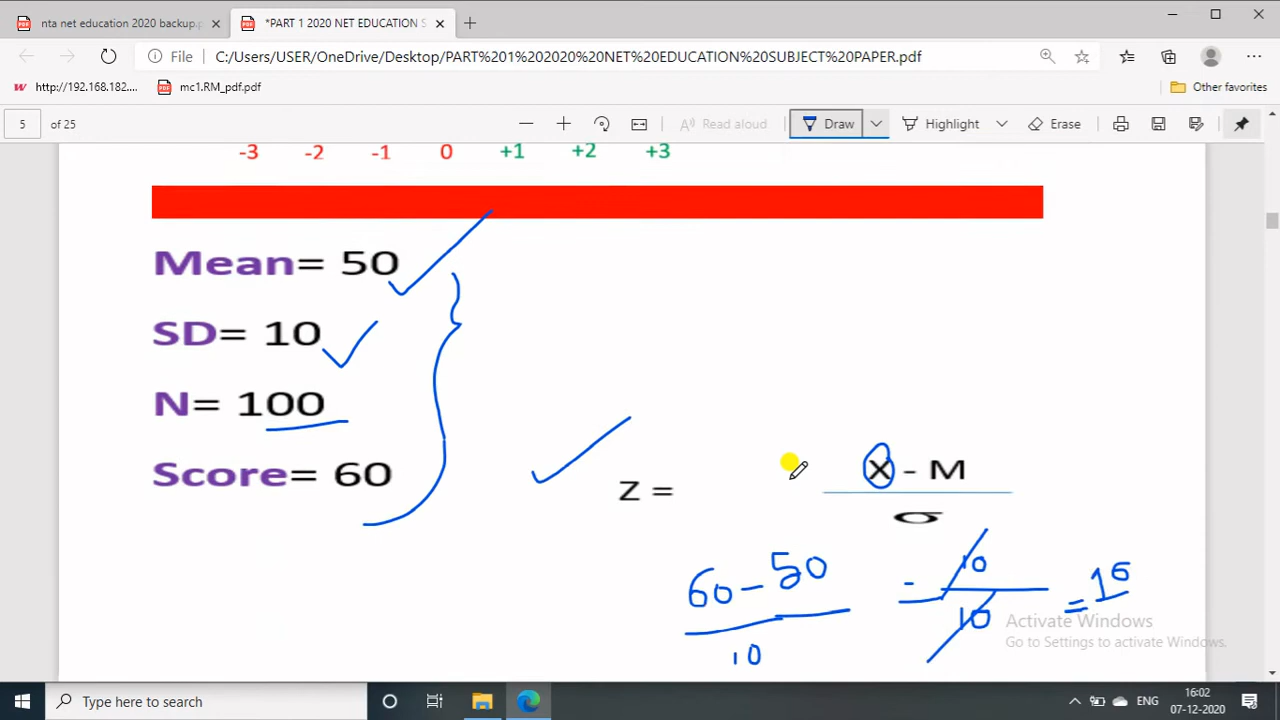 nta net education 2020 backup.p
*PART 1 2020 NET EDUCATION S
File C:/Users/USER/OneDrive/Desktop/PART%201%202020%20NET%20EDUCATION%20SUBJECT%20PAPER.pdf
http://192.168.182.... mc1.RM_pdf.pdf Other favorites
5 of 25 Read aloud Draw Highlight Erase
-3 -2 -1 0 +1 +2 +3
Mean= 50
SD= 10
N= 100
Score= 60
Z = X - M
σ
60-50
10
= 10
10
= 1σ
Activate Windows
Go to Settings to activate Windows.
Type here to search
ENG
16:02
07-12-2020